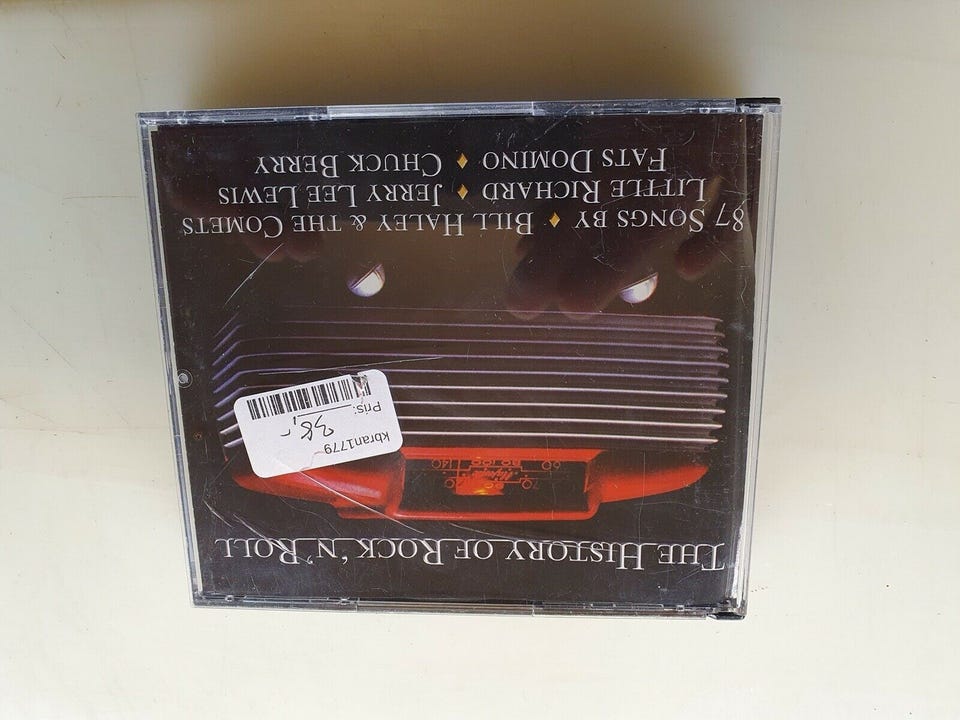 THE HISTORY OF ROCK 'N' ROLL
kbran1779
Pris: 38,-
87 SONGS BY ♦ BILL HALEY & THE COMETS
LITTLE RICHARD ♦ JERRY LEE LEWIS
FATS DOMINO ♦ CHUCK BERRY